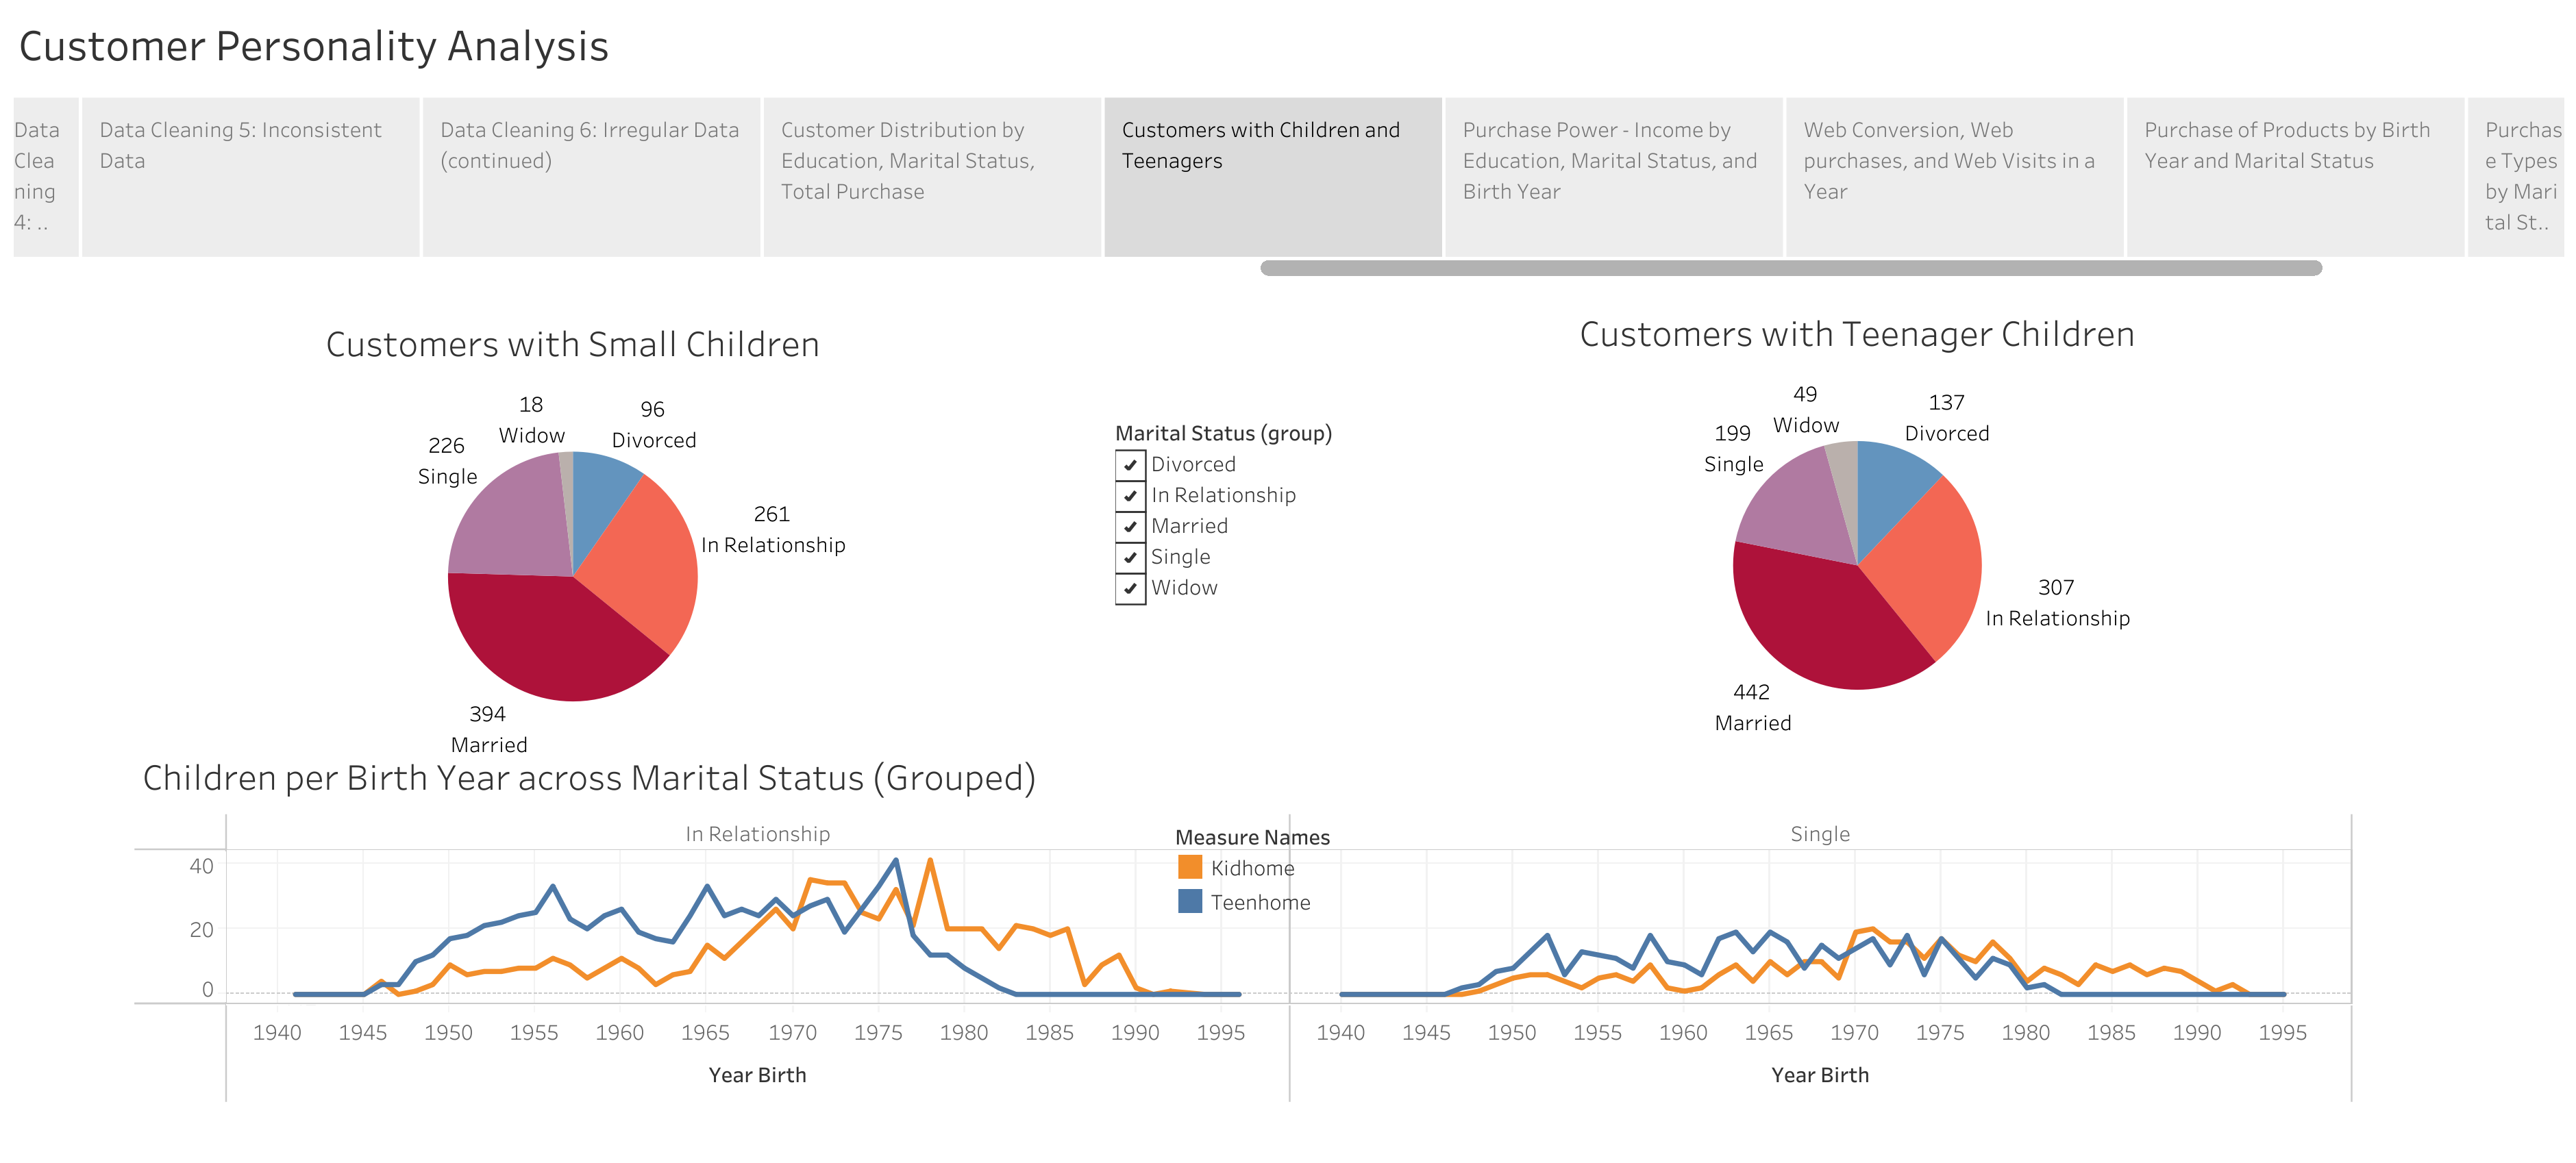 Customer Personality Analysis
Data
Clea
ning
4: ..
Data Cleaning 5: Inconsistent
Data
Data Cleaning 6: Irregular Data
(continued)
Customer Distribution by
Education, Marital Status,
Total Purchase
Customers with Children and
Teenagers
Purchase Power - Income by
Education, Marital Status, and
Birth Year
Web Conversion, Web
purchases, and Web Visits in a
Year
Purchase of Products by Birth
Year and Marital Status
Purchas
e Types
by Mari
tal St..
Customers with Small Children
18
Widow
96
Divorced
226
Single
261
In Relationship
394
Married
Marital Status (group)
Divorced
In Relationship
Married
Single
Widow
Customers with Teenager Children
49
Widow
137
Divorced
199
Single
307
In Relationship
442
Married
Children per Birth Year across Marital Status (Grouped)
In Relationship
Single
Measure Names
Kidhome
Teenhome
40
20
0
1940 1945 1950 1955 1960 1965 1970 1975 1980 1985 1990 1995
1940 1945 1950 1955 1960 1965 1970 1975 1980 1985 1990 1995
Year Birth
Year Birth